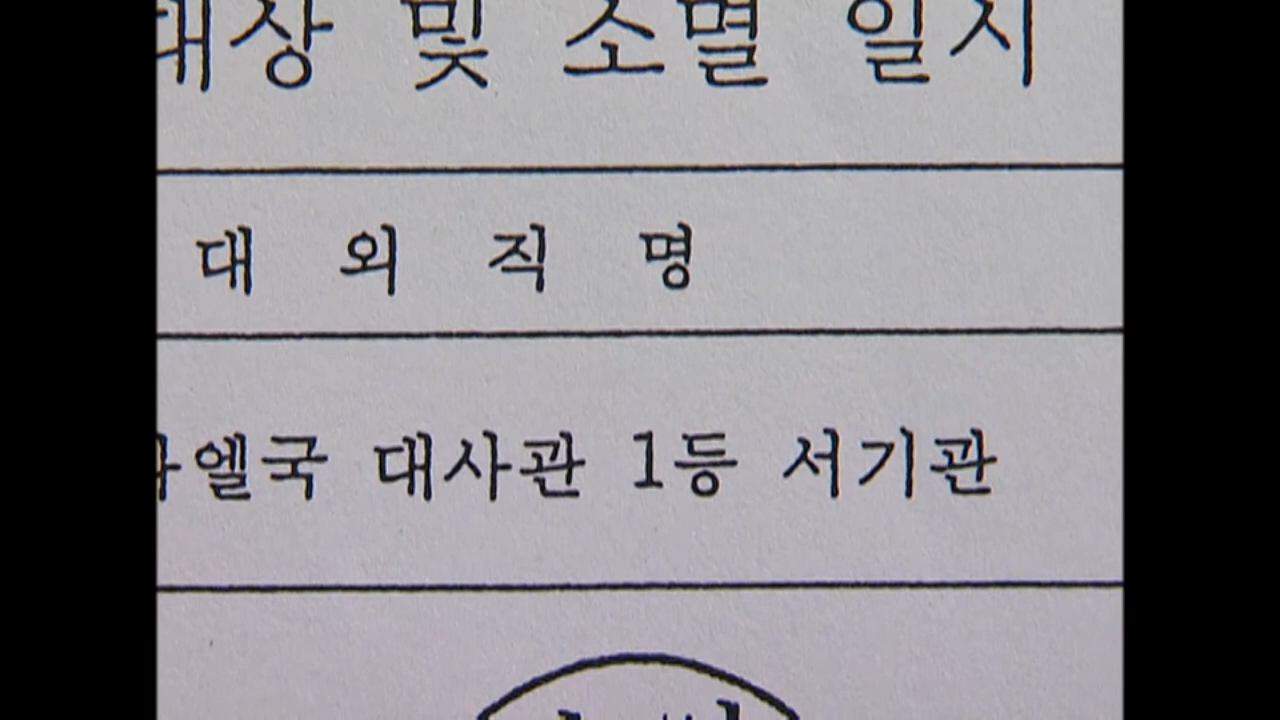 대상 및 소멸 일시
대 외 직 명
라엘국 대사관 1등 서기관